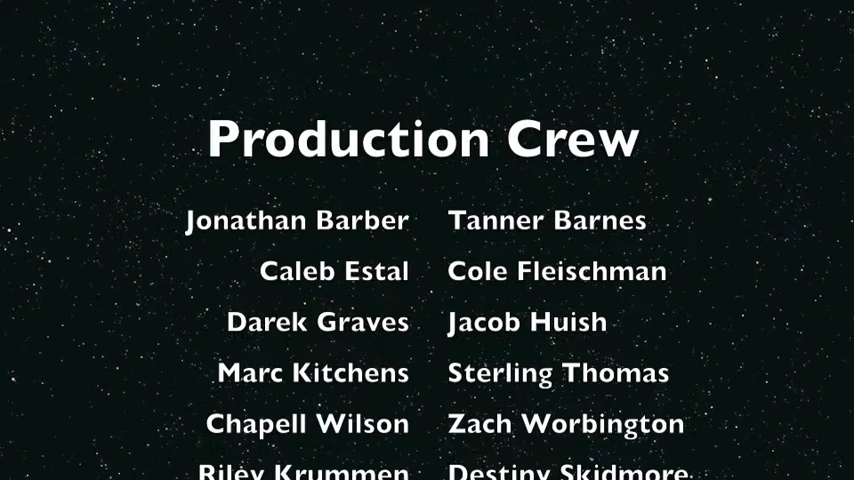 Production Crew
Jonathan Barber Tanner Barnes
Caleb Estal Cole Fleischman
Darek Graves Jacob Huish
Marc Kitchens Sterling Thomas
Chapell Wilson Zach Worbington
Riley Krummen Destiny Skidmore